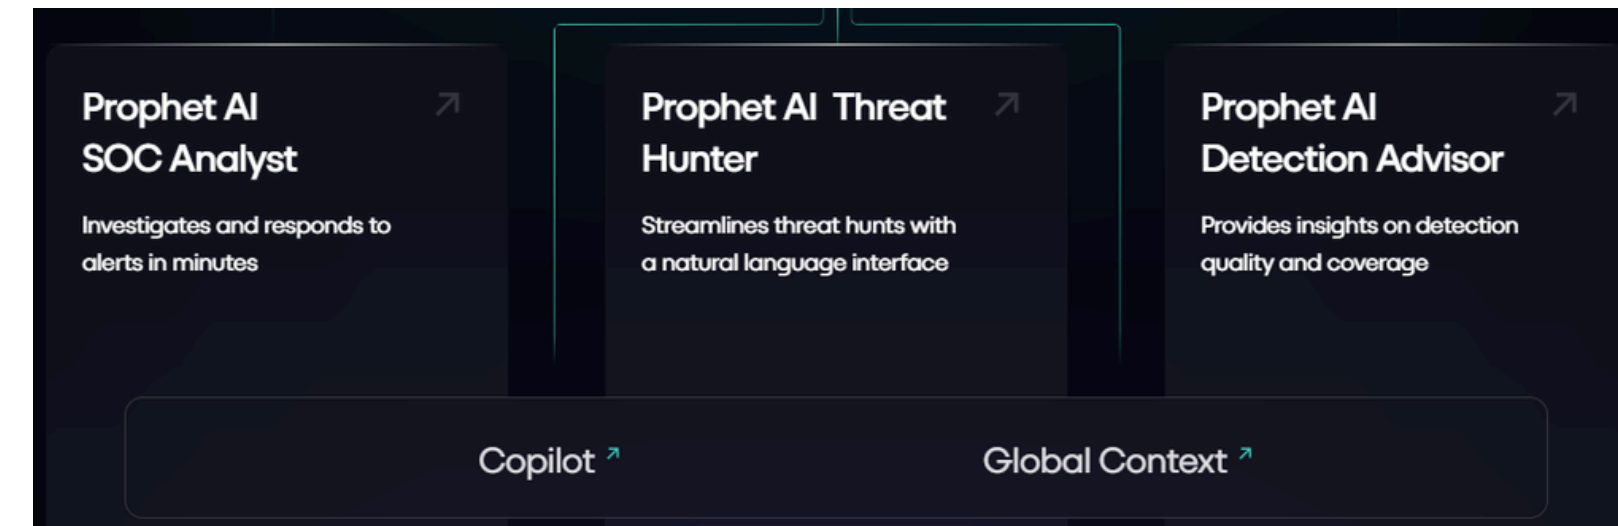 Prophet AI
SOC Analyst
Investigates and responds to
alerts in minutes
Prophet AI Threat
Hunter
Streamlines threat hunts with
a natural language interface
Prophet AI
Detection Advisor
Provides insights on detection
quality and coverage
Copilot
Global Context